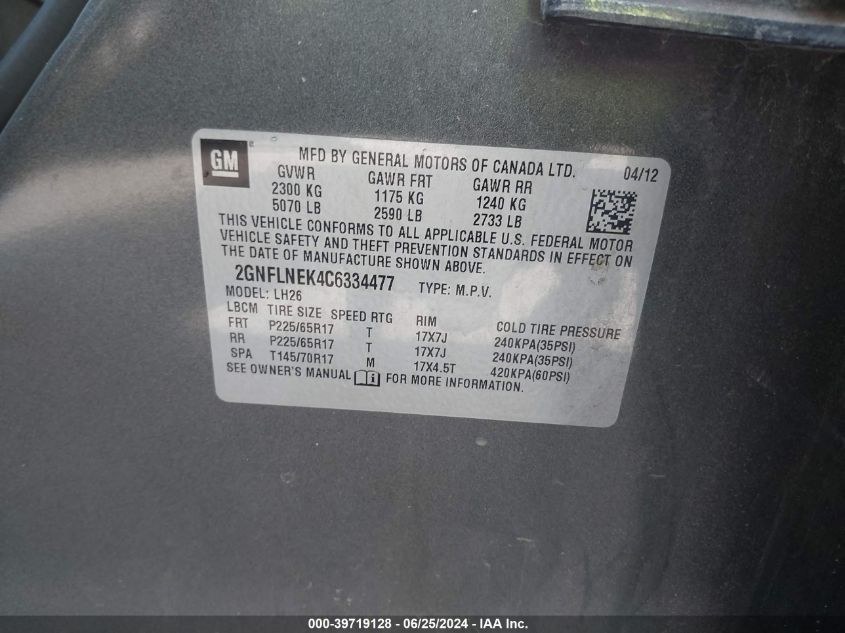 GM
MFD BY GENERAL MOTORS OF CANADA LTD. 04/12
GVWR GAWR FRT GAWR RR
2300 KG 1175 KG 1240 KG
5070 LB 2590 LB 2733 LB
THIS VEHICLE CONFORMS TO ALL APPLICABLE U.S. FEDERAL MOTOR
VEHICLE SAFETY AND THEFT PREVENTION STANDARDS IN EFFECT ON
THE DATE OF MANUFACTURE SHOWN ABOVE.
2GNFLNEK4C6334477 TYPE: M.P.V.
MODEL: LH26
LBCM TIRE SIZE SPEED RTG RIM COLD TIRE PRESSURE
FRT P225/65R17 T 17X7J 240KPA(35PSI)
RR P225/65R17 T 17X7J 240KPA(35PSI)
SPA T145/70R17 M 17X4.5T 420KPA(60PSI)
SEE OWNER'S MANUAL FOR MORE INFORMATION.
000-39719128 - 06/25/2024 - IAA Inc.